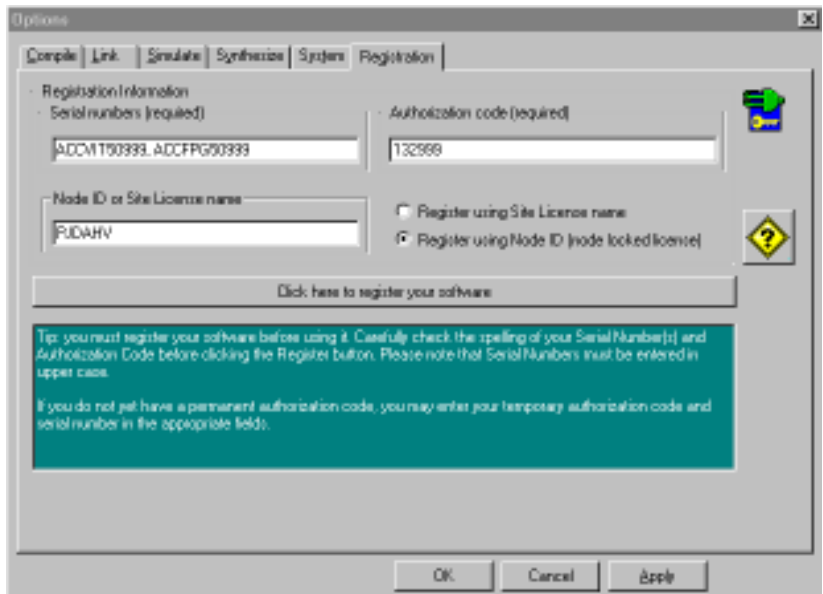 Options
Compile Link Simulate Synthesize System Registration
Registration Information
Serial numbers (required)
Authorization code (required)
ACCVIT50999, ACCFPG50999
132999
Node ID or Site License name
Register using Site License name
Register using Node ID (node locked license)
Click here to register your software
Tip: you must register your software before using it. Carefully check the spelling of your Serial Number(s) and
Authorization Code before clicking the Register button. Please note that Serial Numbers must be entered in
upper case.
If you do not yet have a permanent authorization code, you may enter your temporary authorization code and
serial number in the appropriate fields.
OK Cancel Apply